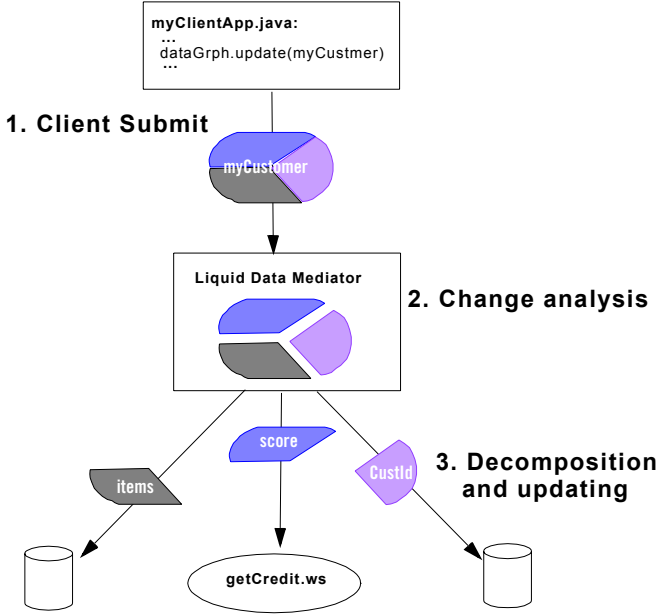 myClientApp.java:
...
dataGrph.update(myCustmer)
...
1. Client Submit
myCustomer
Liquid Data Mediator
2. Change analysis
score
items
CustId
3. Decomposition
and updating
getCredit.ws